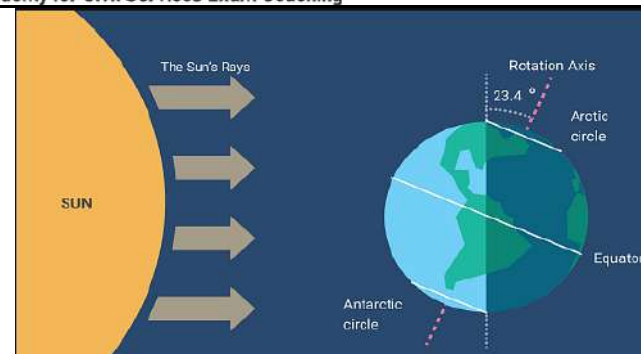 The Sun's Rays
Rotation Axis
23.4 °
Arctic
circle
SUN
Equator
Antarctic
circle